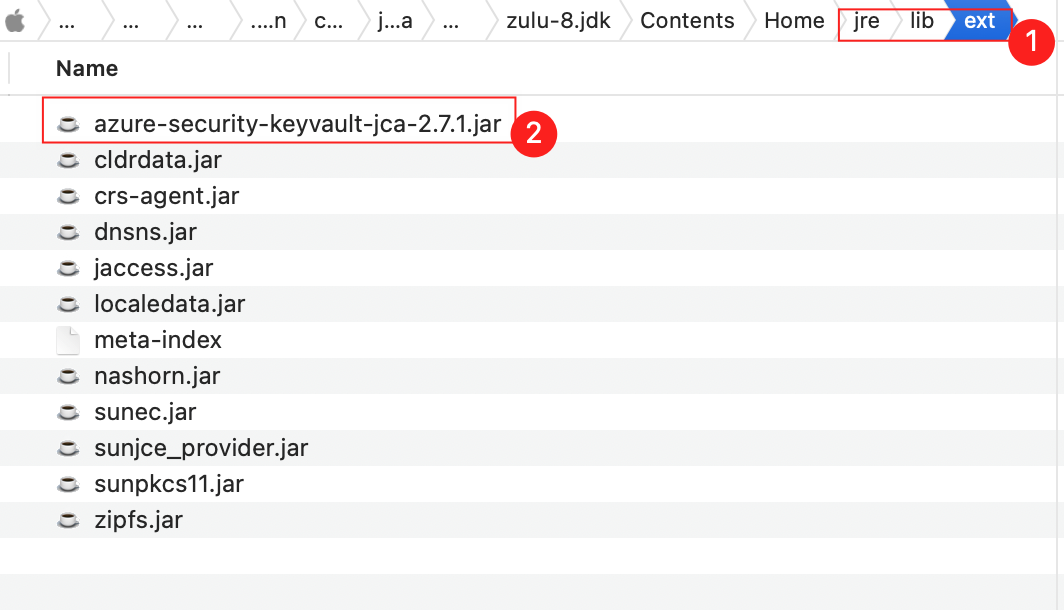 ... ... ... ....n c... j...a ... zulu-8.jdk Contents Home jre lib ext
1
Name
azure-security-keyvault-jca-2.7.1.jar
2
cldrdata.jar
crs-agent.jar
dnsns.jar
jaccess.jar
localedata.jar
meta-index
nashorn.jar
sunec.jar
sunjce_provider.jar
sunpkcs11.jar
zipfs.jar